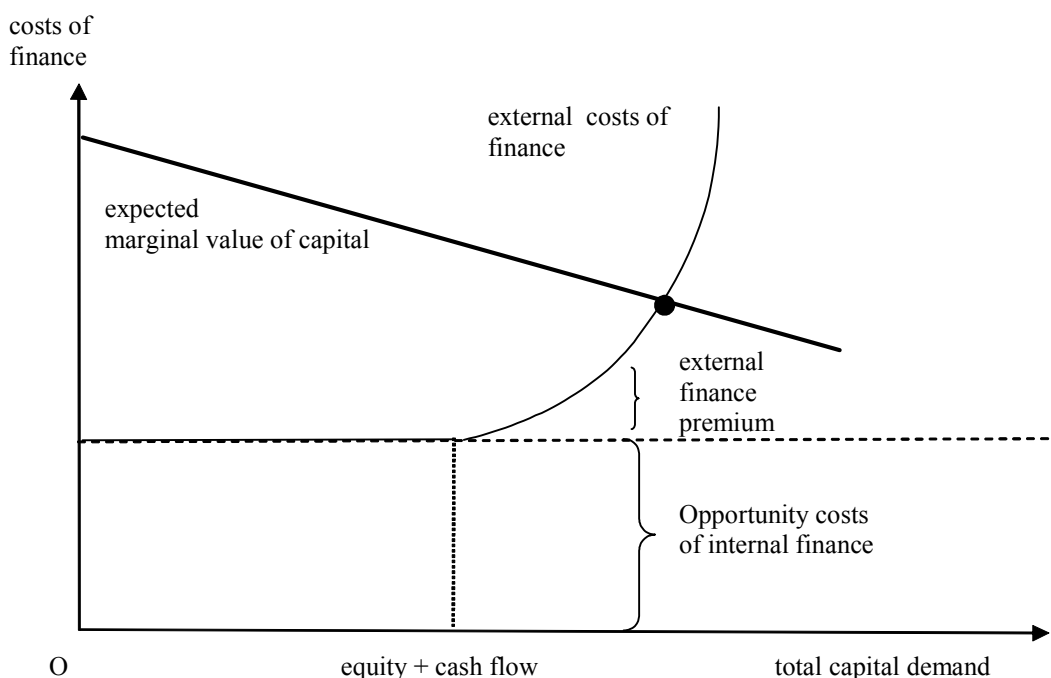 costs of
finance
external costs of
finance
expected
marginal value of capital
external
finance
premium
Opportunity costs
of internal finance
O equity + cash flow total capital demand